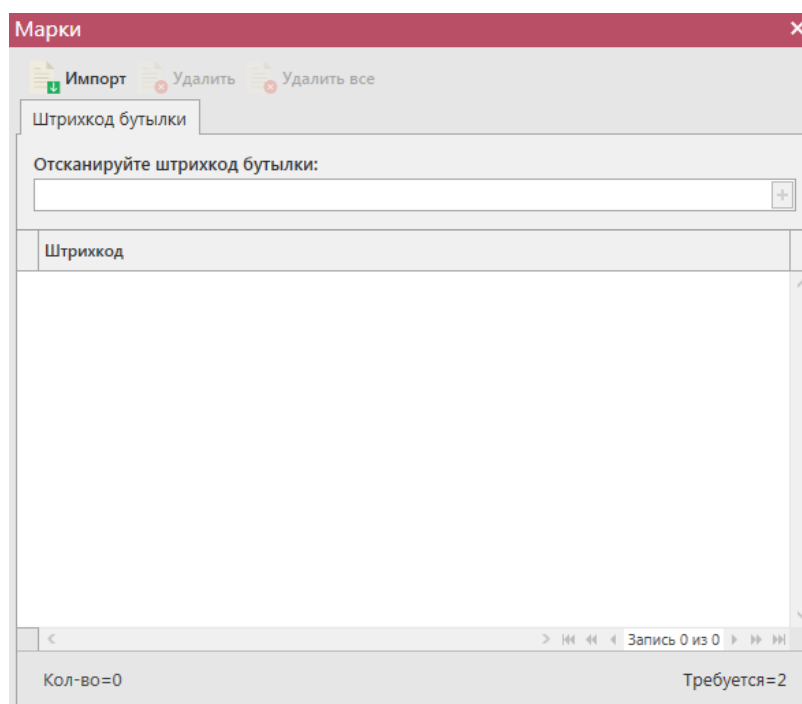 Марки
Импорт Удалить Удалить все
Штрихкод бутылки
Отсканируйте штрихкод бутылки:
Штрихкод
Запись 0 из 0
Кол-во=0 Требуется=2